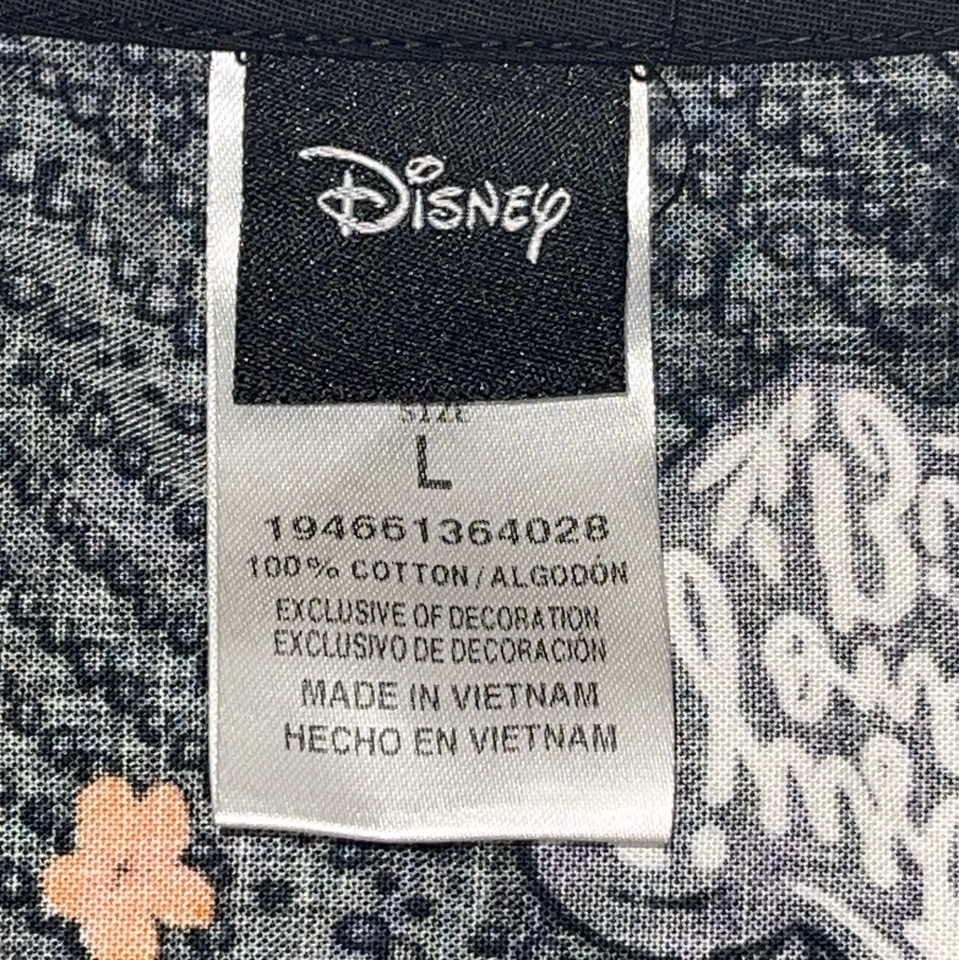 Disney
SIZE
L
194661364028
100% COTTON/ALGODÓN
EXCLUSIVE OF DECORATION
EXCLUSIVO DE DECORACIÓN
MADE IN VIETNAM
HECHO EN VIETNAM